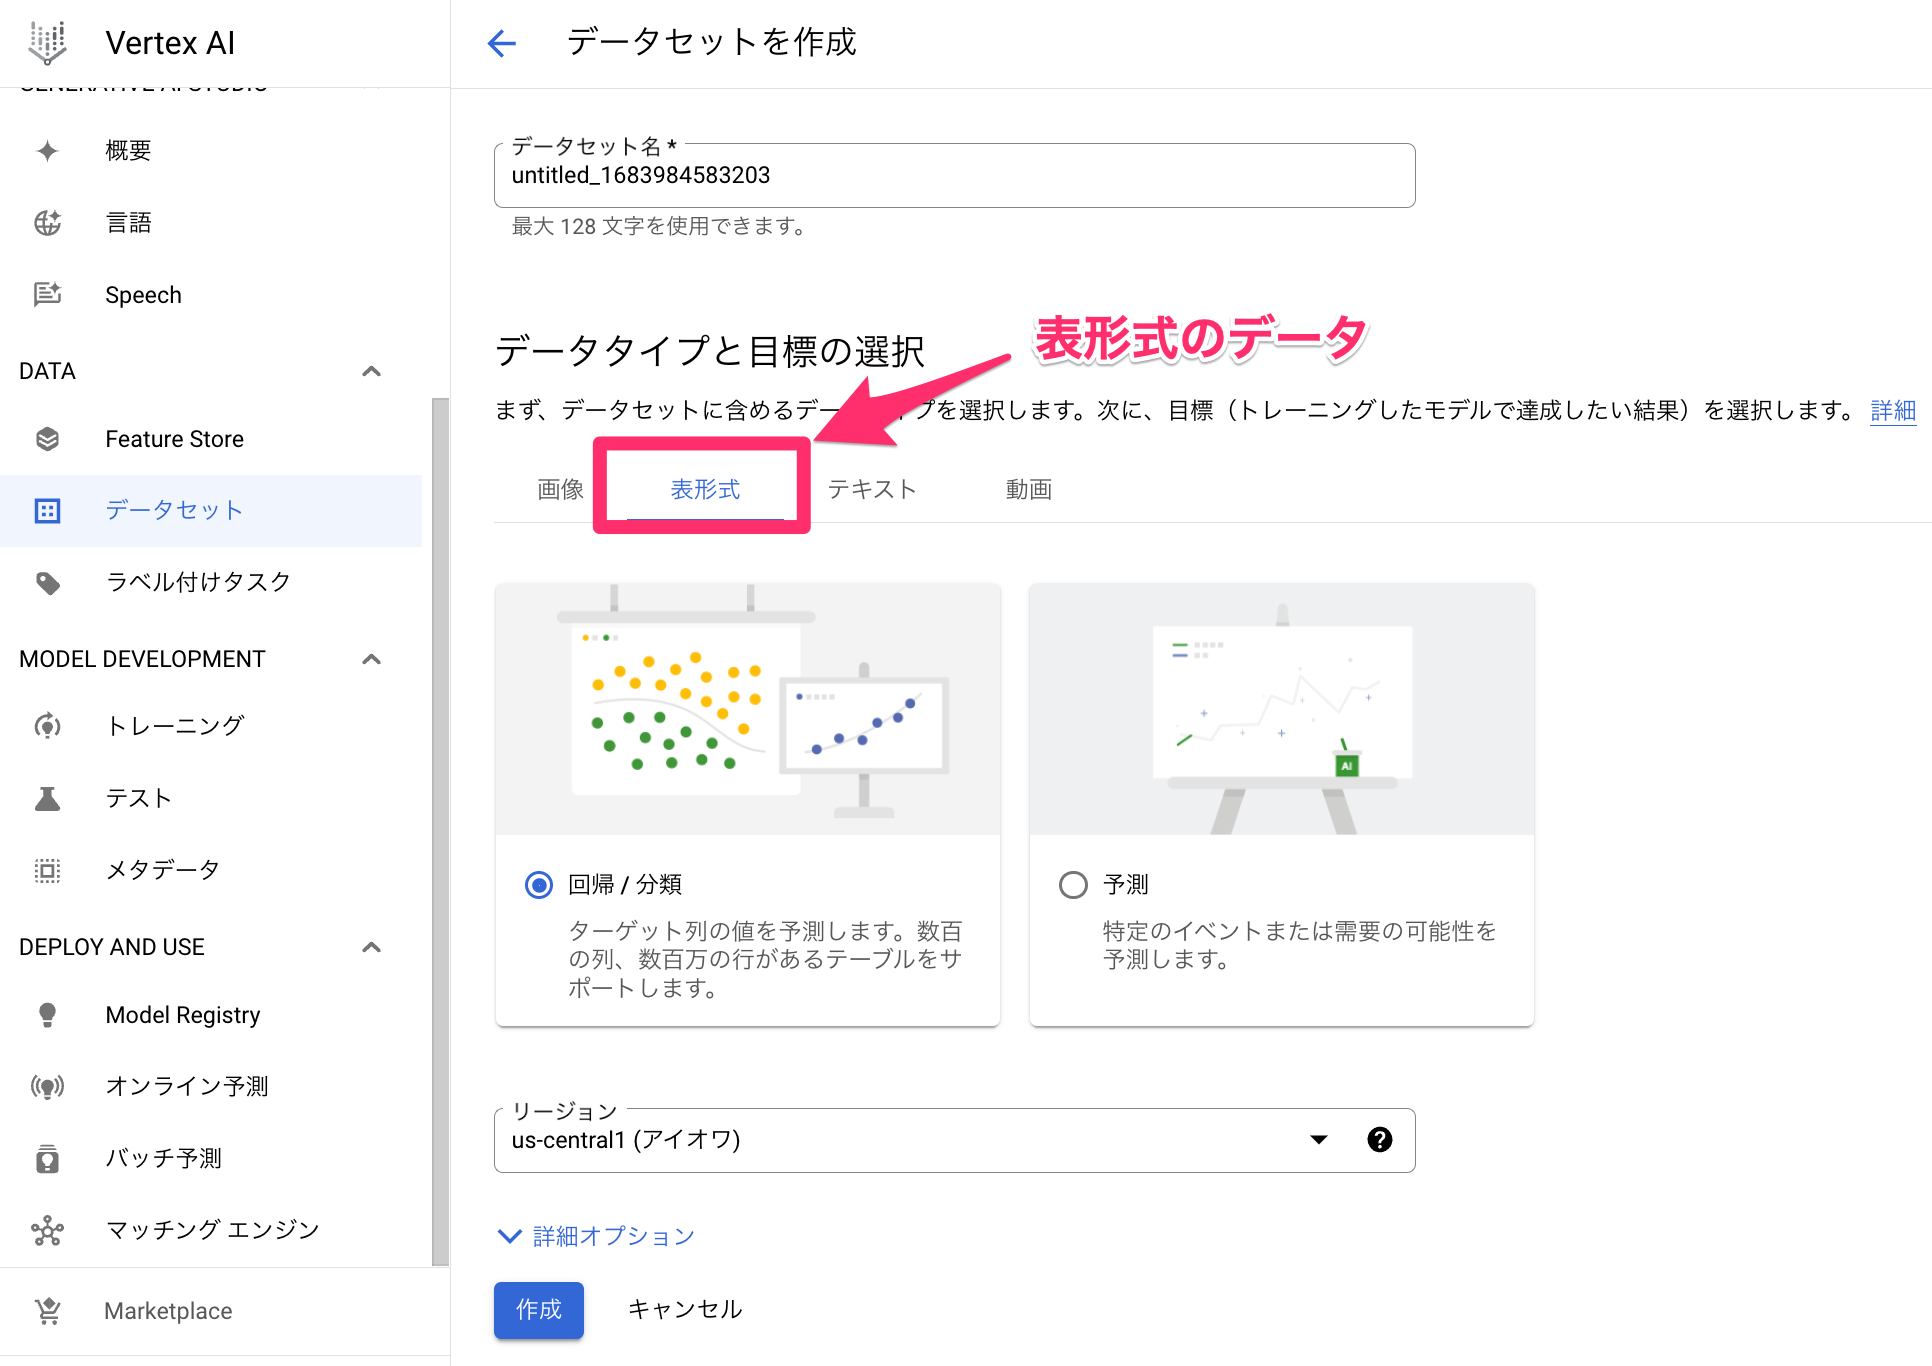 Vertex AI
GENERATIVE AI STUDIO
概要
言語
Speech
DATA
Feature Store
データセット
ラベル付けタスク
MODEL DEVELOPMENT
トレーニング
テスト
メタデータ
DEPLOY AND USE
Model Registry
オンライン予測
バッチ予測
マッチング エンジン
Marketplace
データセットを作成
データセット名 *
untitled_1683984583203
最大 128 文字を使用できます。
データタイプと目標の選択
表形式のデータ
まず、データセットに含めるデー プを選択します。次に、目標（トレーニングしたモデルで達成したい結果）を選択します。 詳細
画像 表形式 テキスト 動画
AI
回帰 / 分類
ターゲット列の値を予測します。数百
の列、数百万の行があるテーブルをサ
ポートします。
予測
特定のイベントまたは需要の可能性を
予測します。
リージョン
us-central1 (アイオワ)
詳細オプション
作成 キャンセル